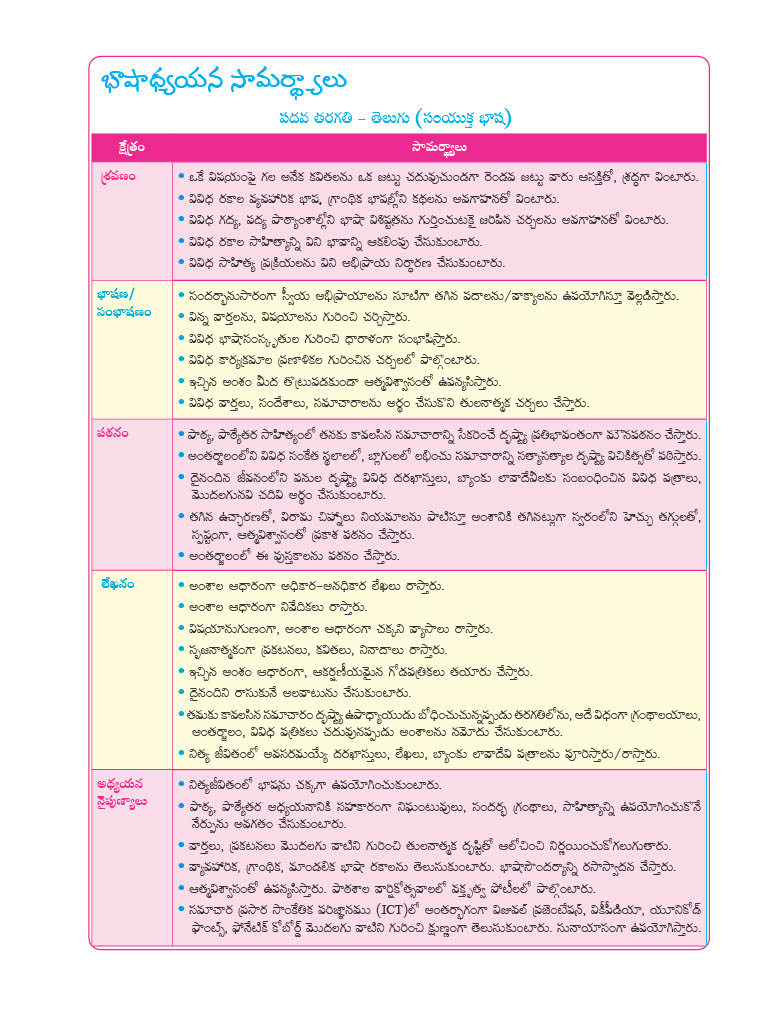 భాషాధ్యయన సామర్థ్యాలు
పదవ తరగతి - తెలుగు (సంయుక్త భాష)
క్షేత్రం సామర్థ్యాలు
శ్రవణం
• ఒకే విషయంపై గల అనేక కవితలను ఒక జట్టు చదువుచుండగా రెండవ జట్టు వారు ఆసక్తితో, శ్రద్ధగా వింటారు.
• వివిధ రకాల వ్యవహారిక భాష, గ్రాంథిక భాషల్లోని కథలను అవగాహనతో వింటారు.
• వివిధ గద్య, పద్య పాఠ్యాంశాల్లోని భాషా విశిష్టతను గుర్తించుటకై జరిపిన చర్చలను అవగాహనతో వింటారు.
• వివిధ రకాల సాహిత్యాన్ని విని భావాన్ని ఆకళింపు చేసుకుంటారు.
• వివిధ సాహిత్య ప్రక్రియలను విని అభిప్రాయ నిర్ధారణ చేసుకుంటారు.
భాషణ/
సంభాషణం
• సందర్భానుసారంగా స్వీయ అభిప్రాయాలను సూటిగా తగిన పదాలను/వాక్యాలను ఉపయోగిస్తూ వెల్లడిస్తారు.
• విన్న వార్తలను, విషయాలను గురించి చర్చిస్తారు.
• వివిధ భాషాసంస్కృతుల గురించి ధారాళంగా సంభాషిస్తారు.
• వివిధ కార్యక్రమాల ప్రణాళికల గురించిన చర్చలలో పాల్గొంటారు.
• ఇచ్చిన అంశం మీద తొట్రుపడకుండా ఆత్మవిశ్వాసంతో ఉపన్యసిస్తారు.
• వివిధ వార్తలు, సందేశాలు, సమాచారాలను అర్థం చేసుకొని తులనాత్మక చర్చలు చేస్తారు.
పఠనం
• పాఠ్య, పాఠ్యేతర సాహిత్యంలో తనకు కావలసిన సమాచారాన్ని సేకరించే దృష్ట్యా ప్రతిభావంతంగా మౌనపఠనం చేస్తారు.
• అంతర్జాలంలోని వివిధ సంకేత స్థలాలలో, బ్లాగులలో లభించు సమాచారాన్ని సత్యాసత్యాల దృష్ట్యా విచికిత్సతో పఠిస్తారు.
• దైనందిన జీవనంలోని పనుల దృష్ట్యా వివిధ దరఖాస్తులు, బ్యాంకు లావాదేవీలకు సంబంధించిన వివిధ పత్రాలు,
మొదలగునవి చదివి అర్థం చేసుకుంటారు.
• తగిన ఉచ్ఛారణతో, విరామ చిహ్నాలు నియమాలను పాటిస్తూ అంశానికి తగినట్లుగా స్వరంలోని హెచ్చు తగ్గులతో,
స్పష్టంగా, ఆత్మవిశ్వాసంతో ప్రకాశ పఠనం చేస్తారు.
• అంతర్జాలంలో ఈ పుస్తకాలను పఠనం చేస్తారు.
లేఖనం
• అంశాల ఆధారంగా అధికార-అనధికార లేఖలు రాస్తారు.
• అంశాల ఆధారంగా నివేదికలు రాస్తారు.
• విషయానుగుణంగా, అంశాల ఆధారంగా చక్కని వ్యాసాలు రాస్తారు.
• సృజనాత్మకంగా ప్రకటనలు, కవితలు, నినాదాలు రాస్తారు.
• ఇచ్చిన అంశం ఆధారంగా, ఆకర్షణీయమైన గోడపత్రికలు తయారు చేస్తారు.
• దైనందిని రాసుకునే అలవాటును చేసుకుంటారు.
• తమకు కావలసిన సమాచారం దృష్ట్యా ఉపాధ్యాయుడు బోధించుచున్నప్పుడు తరగతిలోను, అదే విధంగా గ్రంథాలయాలు,
అంతర్జాలం, వివిధ పత్రికలు చదువునప్పుడు అంశాలను నమోదు చేసుకుంటారు.
• నిత్య జీవితంలో అవసరమయ్యే దరఖాస్తులు, లేఖలు, బ్యాంకు లావాదేవి పత్రాలను పూరిస్తారు/రాస్తారు.
అధ్యయన
నైపుణ్యాలు
• నిత్యజీవితంలో భాషను చక్కగా ఉపయోగించుకుంటారు.
• పాఠ్య, పాఠ్యేతర అధ్యయనానికి సహకారంగా నిఘంటువులు, సందర్భ గ్రంథాలు, సాహిత్యాన్ని ఉపయోగించుకొనే
నేర్పును అవగతం చేసుకుంటారు.
• వార్తలు, ప్రకటనలు మొదలగు వాటిని గురించి తులనాత్మక దృష్టితో ఆలోచించి నిర్ణయించుకోగలుగుతారు.
• వ్యావహారిక, గ్రాంథిక, మాండలిక భాషా రకాలను తెలుసుకుంటారు. భాషాసౌందర్యాన్ని రసాస్వాదన చేస్తారు.
• ఆత్మవిశ్వాసంతో ఉపన్యసిస్తారు. పాఠశాల వార్షికోత్సవాలలో వక్తృత్వ పోటీలలో పాల్గొంటారు.
• సమాచార ప్రసార సాంకేతిక పరిజ్ఞానము (ICT)లో అంతర్భాగంగా విజువల్ ప్రజెంటేషన్, వికీపీడియా, యూనికోడ్
ఫాంట్స్, ఫోనేటిక్ కీబోర్డ్ మొదలగు వాటిని గురించి క్షుణ్ణంగా తెలుసుకుంటారు. సునాయాసంగా ఉపయోగిస్తారు.